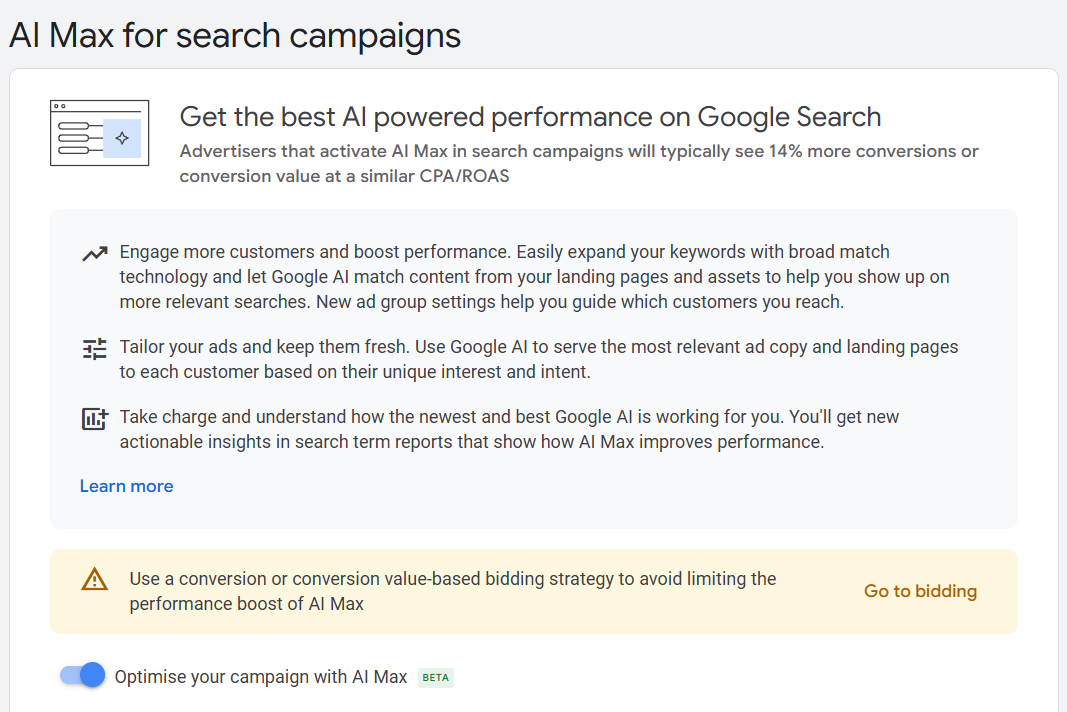 AI Max for search campaigns
Get the best AI powered performance on Google Search
Advertisers that activate AI Max in search campaigns will typically see 14% more conversions or
conversion value at a similar CPA/ROAS
Engage more customers and boost performance. Easily expand your keywords with broad match
technology and let Google AI match content from your landing pages and assets to help you show up on
more relevant searches. New ad group settings help you guide which customers you reach.
Tailor your ads and keep them fresh. Use Google AI to serve the most relevant ad copy and landing pages
to each customer based on their unique interest and intent.
Take charge and understand how the newest and best Google AI is working for you. You'll get new
actionable insights in search term reports that show how AI Max improves performance.
Learn more
Use a conversion or conversion value-based bidding strategy to avoid limiting the
performance boost of AI Max
Go to bidding
Optimise your campaign with AI Max BETA